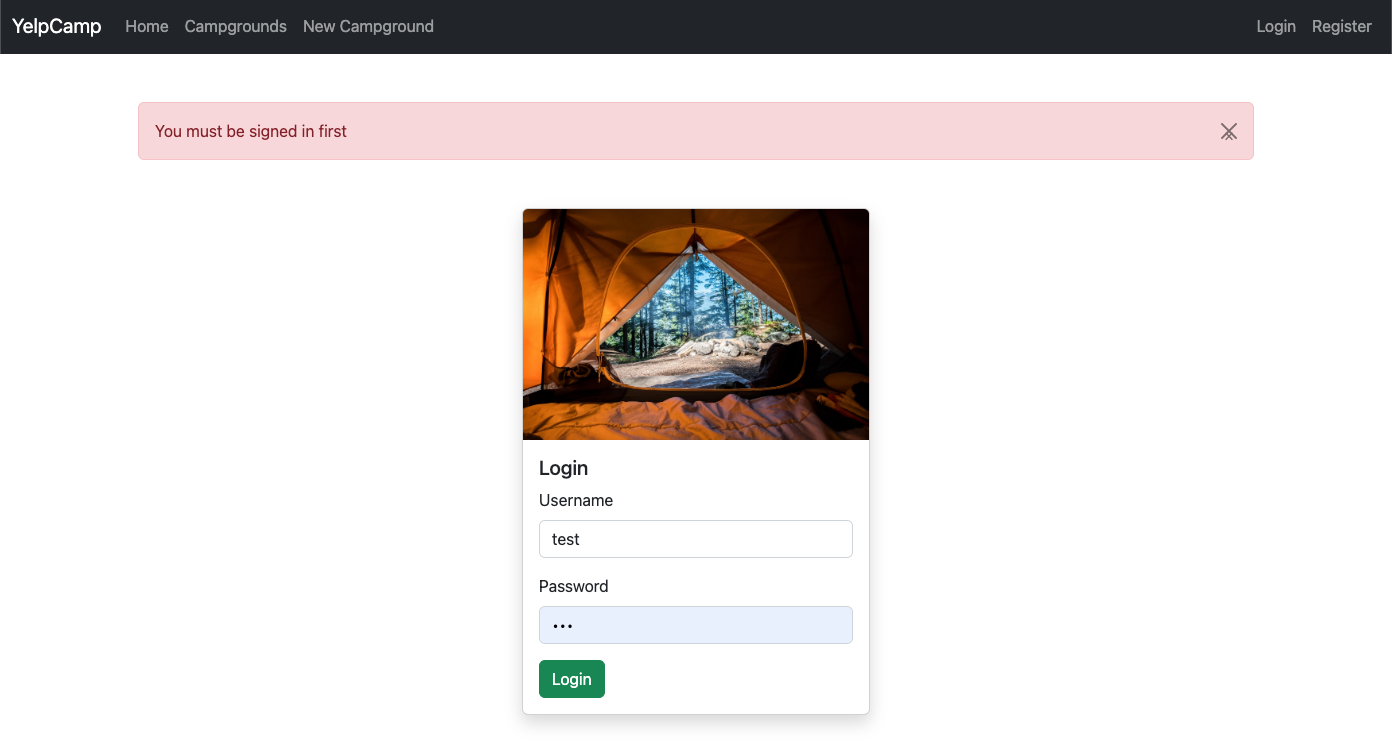 YelpCamp Home Campgrounds New Campground Login Register
You must be signed in first
Login
Username
test
Password
•••
Login